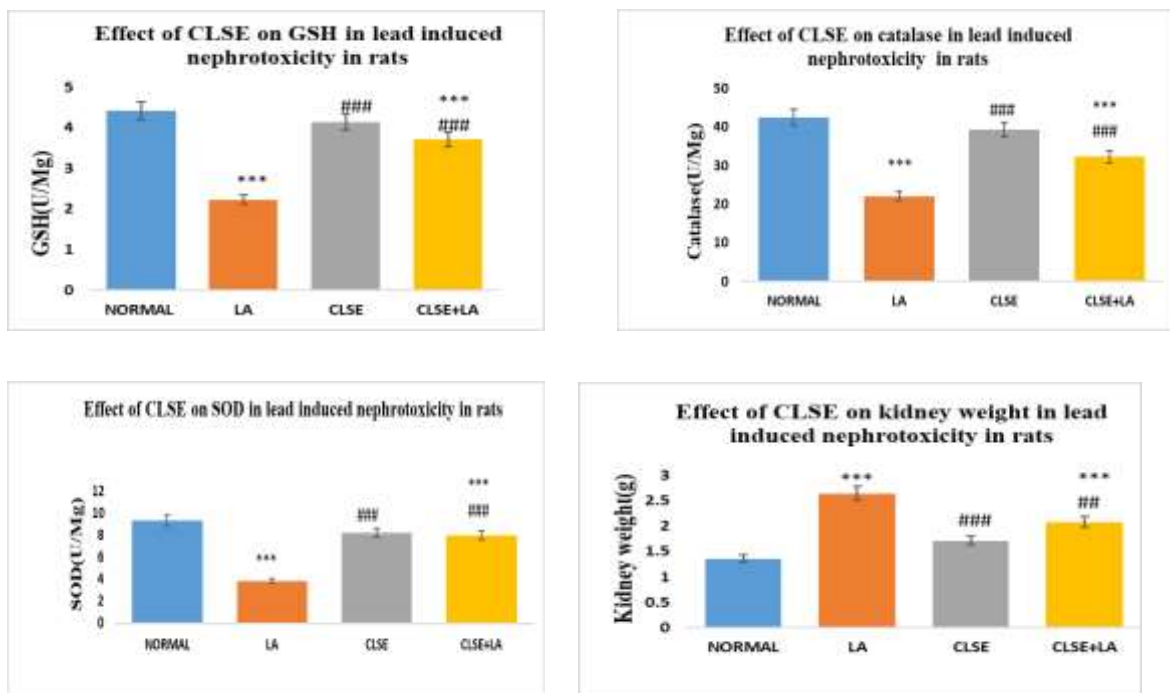 Effect of CLSE on GSH in lead induced
nephrotoxicity in rats
GSH(U/Mg)
5
4
3
2
1
0
***
###
***
###
NORMAL
LA
CLSE
CLSE+LA
Effect of CLSE on catalase in lead induced
nephrotoxicity in rats
Catalase(U/Mg)
50
40
30
20
10
0
***
###
***
###
NORMAL
LA
CLSE
CLSE+LA
Effect of CLSE on SOD in lead induced nephrotoxicity in rats
SOD(U/Mg)
12
10
8
6
4
2
0
***
###
***
###
NORMAL
LA
CLSE
CLSE+LA
Effect of CLSE on kidney weight in lead
induced nephrotoxicity in rats
Kidney weight(g)
3
2.5
2
1.5
1
0.5
0
***
###
***
##
NORMAL
LA
CLSE
CLSE+LA